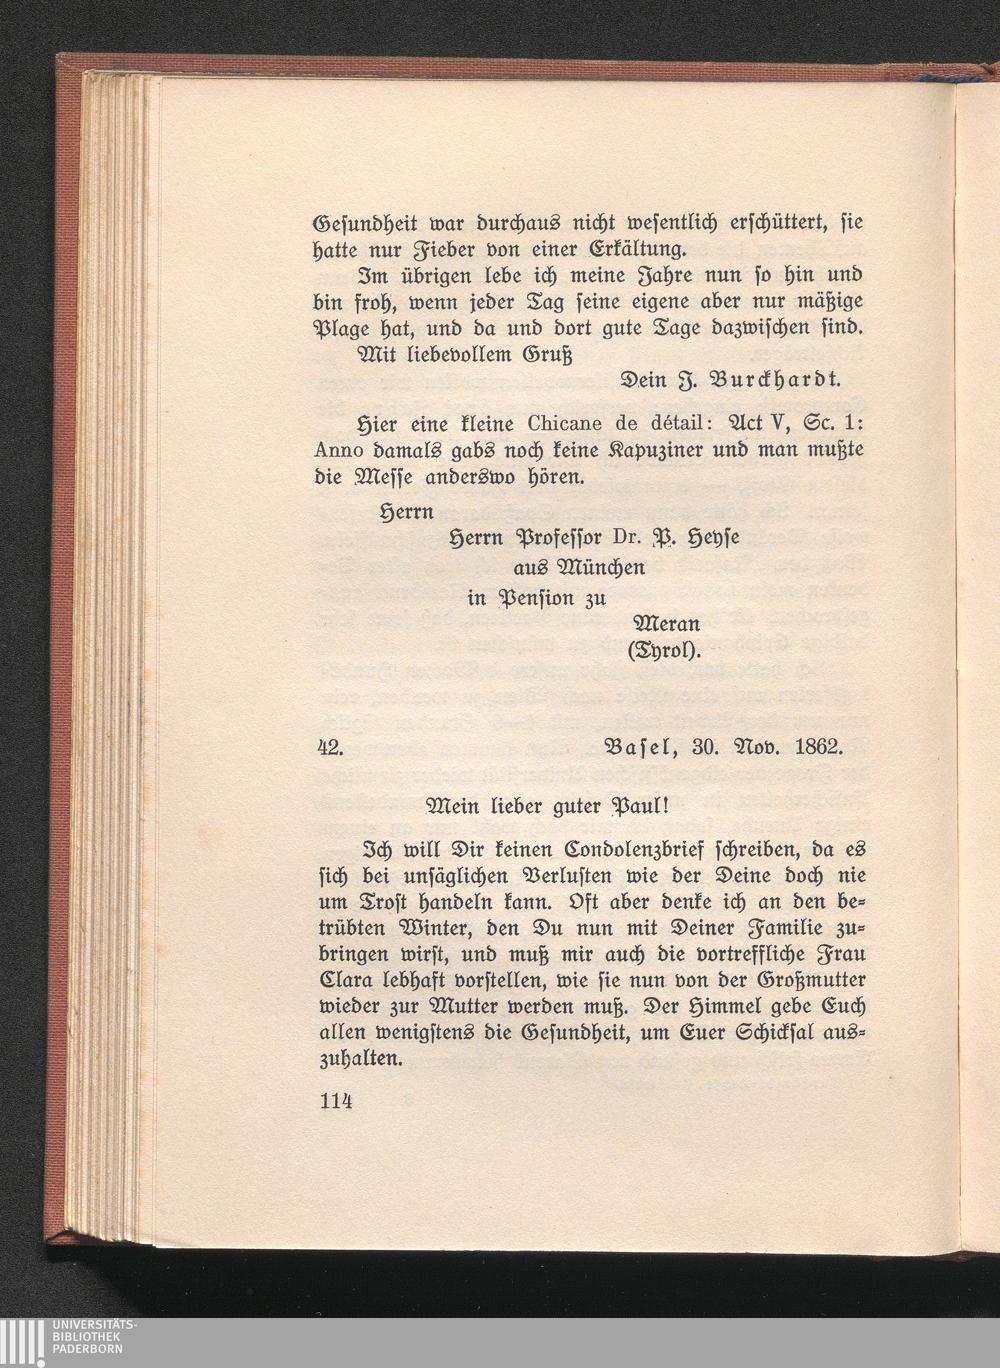 Gesundheit war durchaus nicht wesentlich erschüttert, sie
hatte nur Fieber von einer Erkältung.
Im übrigen lebe ich meine Jahre nun so hin und
bin froh, wenn jeder Tag seine eigene aber nur mäßige
Plage hat, und da und dort gute Tage dazwischen sind.
Mit liebevollem Gruß
Dein J. Burckhardt.
Hier eine kleine Chicane de détail: Act V, Sc. 1:
Anno damals gabs noch keine Kapuziner und man mußte
die Messe anderswo hören.
Herrn
Herrn Professor Dr. P. Heyse
aus München
in Pension zu
Meran
(Tyrol).
42. Basel, 30. Nov. 1862.
Mein lieber guter Paul!
Ich will Dir keinen Condolenzbrief schreiben, da es
sich bei unsäglichen Verlusten wie der Deine doch nie
um Trost handeln kann. Oft aber denke ich an den be-
trübten Winter, den Du nun mit Deiner Familie zu-
bringen wirst, und muß mir auch die vortreffliche Frau
Clara lebhaft vorstellen, wie sie nun von der Großmutter
wieder zur Mutter werden muß. Der Himmel gebe Euch
allen wenigstens die Gesundheit, um Euer Schicksal aus-
zuhalten.
114
UNIVERSITÄTS-
BIBLIOTHEK
PADERBORN